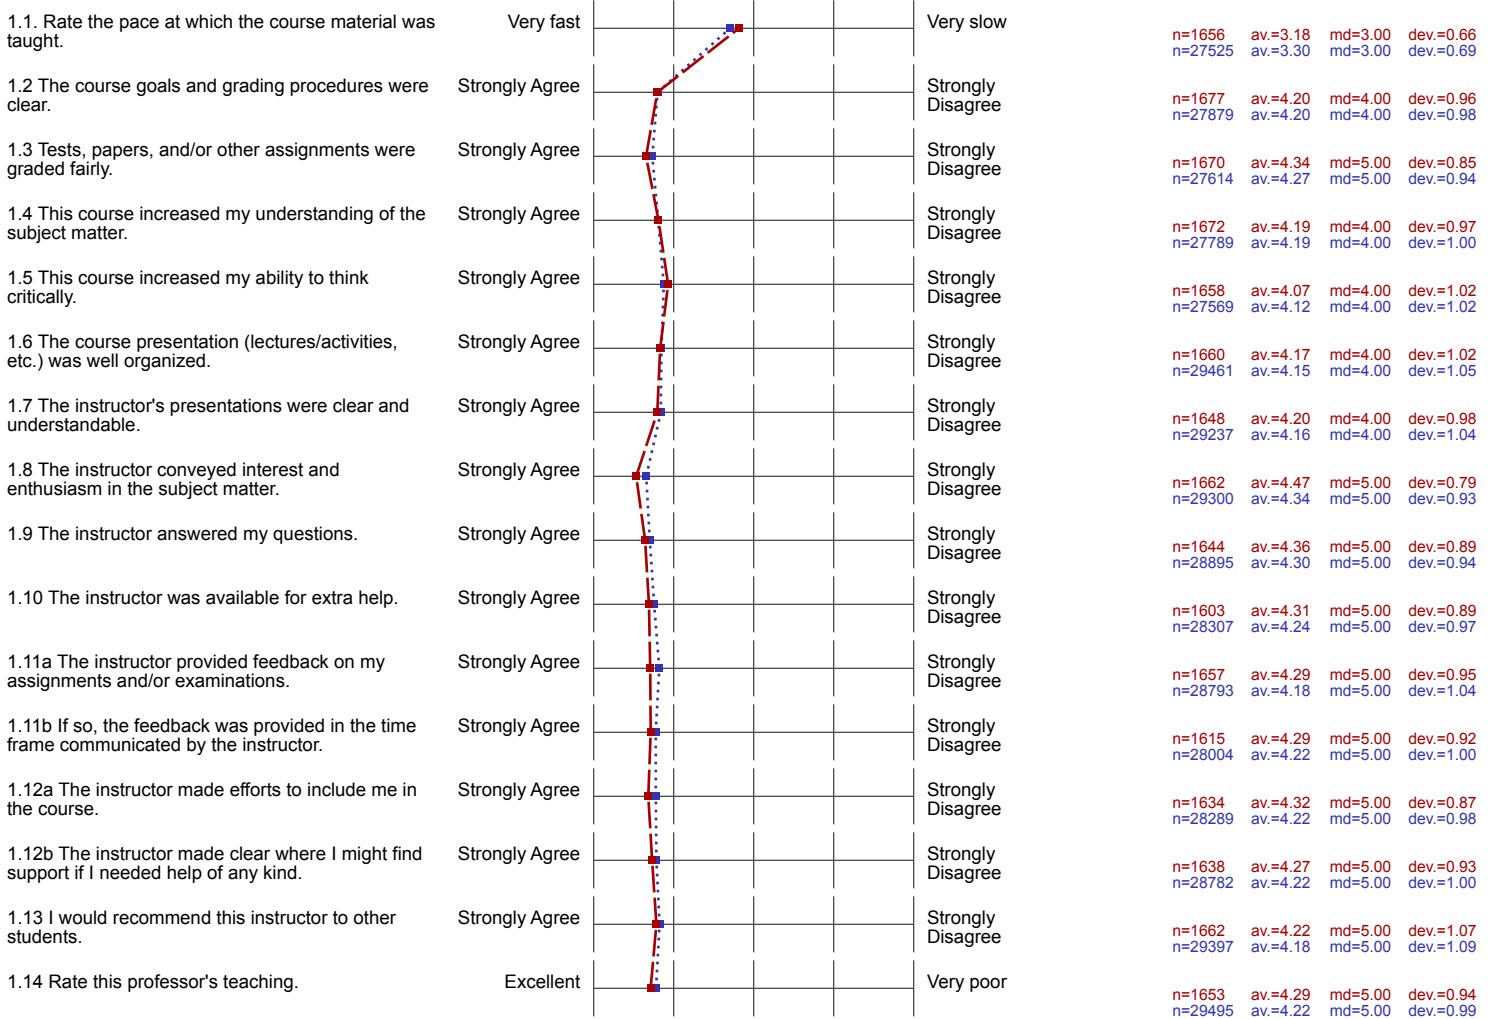 1.1. Rate the pace at which the course material was taught.
Very fast
Very slow
n=1656 av.=3.18 md=3.00 dev.=0.66
n=27525 av.=3.30 md=3.00 dev.=0.69
1.2 The course goals and grading procedures were
clear.
Strongly Agree
Strongly
Disagree
n=1677 av.=4.20 md=4.00 dev.=0.96
n=27879 av.=4.20 md=4.00 dev.=0.98
1.3 Tests, papers, and/or other assignments were
graded fairly.
Strongly Agree
Strongly
Disagree
n=1670 av.=4.34 md=5.00 dev.=0.85
n=27614 av.=4.27 md=5.00 dev.=0.94
1.4 This course increased my understanding of the
subject matter.
Strongly Agree
Strongly
Disagree
n=1672 av.=4.19 md=4.00 dev.=0.97
n=27789 av.=4.19 md=4.00 dev.=1.00
1.5 This course increased my ability to think
critically.
Strongly Agree
Strongly
Disagree
n=1658 av.=4.07 md=4.00 dev.=1.02
n=27569 av.=4.12 md=4.00 dev.=1.02
1.6 The course presentation (lectures/activities,
etc.) was well organized.
Strongly Agree
Strongly
Disagree
n=1660 av.=4.17 md=4.00 dev.=1.02
n=29461 av.=4.15 md=4.00 dev.=1.05
1.7 The instructor's presentations were clear and
understandable.
Strongly Agree
Strongly
Disagree
n=1648 av.=4.20 md=4.00 dev.=0.98
n=29237 av.=4.16 md=4.00 dev.=1.04
1.8 The instructor conveyed interest and
enthusiasm in the subject matter.
Strongly Agree
Strongly
Disagree
n=1662 av.=4.47 md=5.00 dev.=0.79
n=29300 av.=4.34 md=5.00 dev.=0.93
1.9 The instructor answered my questions.
Strongly Agree
Strongly
Disagree
n=1644 av.=4.36 md=5.00 dev.=0.89
n=28895 av.=4.30 md=5.00 dev.=0.94
1.10 The instructor was available for extra help.
Strongly Agree
Strongly
Disagree
n=1603 av.=4.31 md=5.00 dev.=0.89
n=28307 av.=4.24 md=5.00 dev.=0.97
1.11a The instructor provided feedback on my
assignments and/or examinations.
Strongly Agree
Strongly
Disagree
n=1657 av.=4.29 md=5.00 dev.=0.95
n=28793 av.=4.18 md=5.00 dev.=1.04
1.11b If so, the feedback was provided in the time
frame communicated by the instructor.
Strongly Agree
Strongly
Disagree
n=1615 av.=4.29 md=5.00 dev.=0.92
n=28004 av.=4.22 md=5.00 dev.=1.00
1.12a The instructor made efforts to include me in
the course.
Strongly Agree
Strongly
Disagree
n=1634 av.=4.32 md=5.00 dev.=0.87
n=28289 av.=4.22 md=5.00 dev.=0.98
1.12b The instructor made clear where I might find
support if I needed help of any kind.
Strongly Agree
Strongly
Disagree
n=1638 av.=4.27 md=5.00 dev.=0.93
n=28782 av.=4.22 md=5.00 dev.=1.00
1.13 I would recommend this instructor to other
students.
Strongly Agree
Strongly
Disagree
n=1662 av.=4.22 md=5.00 dev.=1.07
n=29397 av.=4.18 md=5.00 dev.=1.09
1.14 Rate this professor's teaching.
Excellent
Very poor
n=1653 av.=4.29 md=5.00 dev.=0.94
n=29495 av.=4.22 md=5.00 dev.=0.99